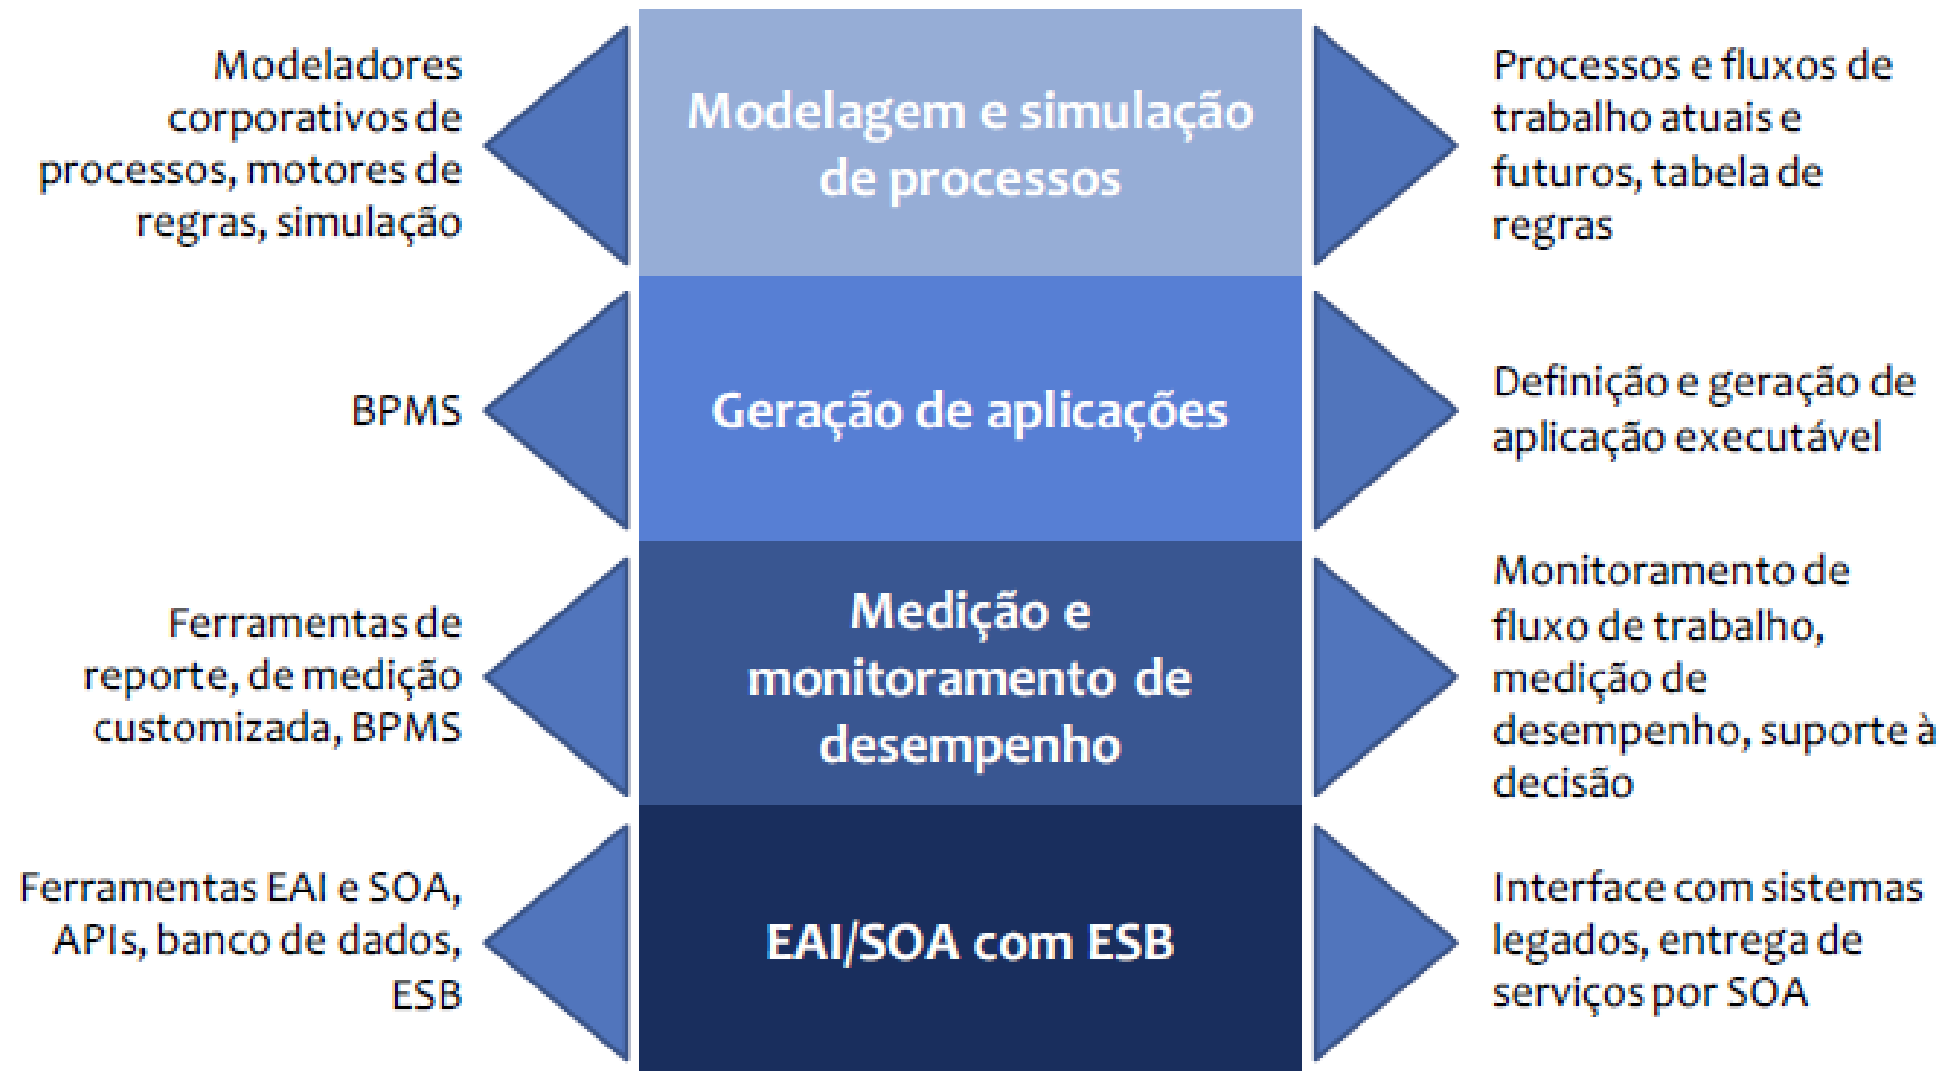 Modeladores
corporativos de
processos, motores de
regras, simulação
Modelagem e simulação
de processos
Processos e fluxos de
trabalho atuais e
futuros, tabela de
regras
BPMS
Geração de aplicações
Definição e geração de
aplicação executável
Ferramentas de
reporte, de medição
customizada, BPMS
Medição e
monitoramento de
desempenho
Monitoramento de
fluxo de trabalho,
medição de
desempenho, suporte à
decisão
Ferramentas EAI e SOA,
APIs, banco de dados,
ESB
EAI/SOA com ESB
Interface com sistemas
legados, entrega de
serviços por SOA